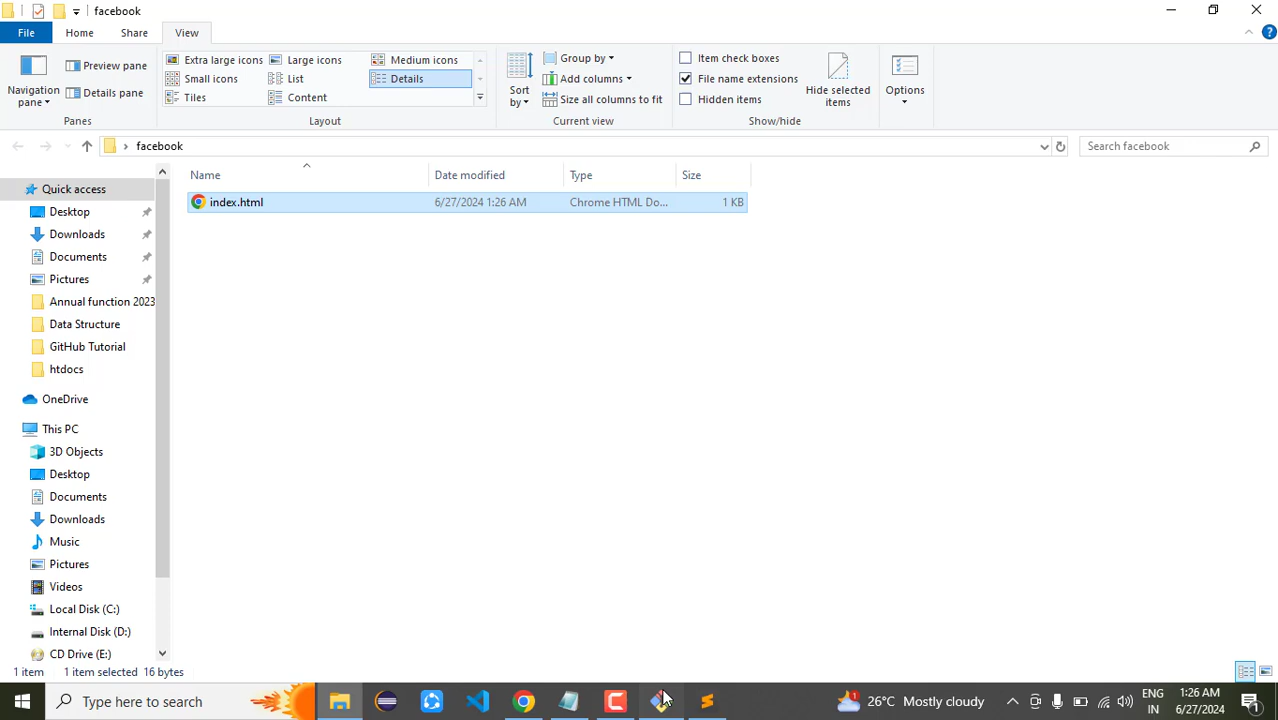 facebook
File Home Share View
Navigation pane
Preview pane
Details pane
Panes
Extra large icons Large icons Medium icons
Small icons List Details
Tiles Content
Layout
Sort by
Group by
Add columns
Size all columns to fit
Current view
Item check boxes
File name extensions
Hidden items
Hide selected items
Show/hide
Options
facebook
Search facebook
Name Date modified Type Size
index.html 6/27/2024 1:26 AM Chrome HTML Do... 1 KB
Quick access
Desktop
Downloads
Documents
Pictures
Annual function 2023
Data Structure
GitHub Tutorial
htdocs
OneDrive
This PC
3D Objects
Desktop
Documents
Downloads
Music
Pictures
Videos
Local Disk (C:)
Internal Disk (D:)
CD Drive (E:)
1 item 1 item selected 16 bytes
Type here to search
1
26°C Mostly cloudy
ENG
IN
1:26 AM
6/27/2024
1